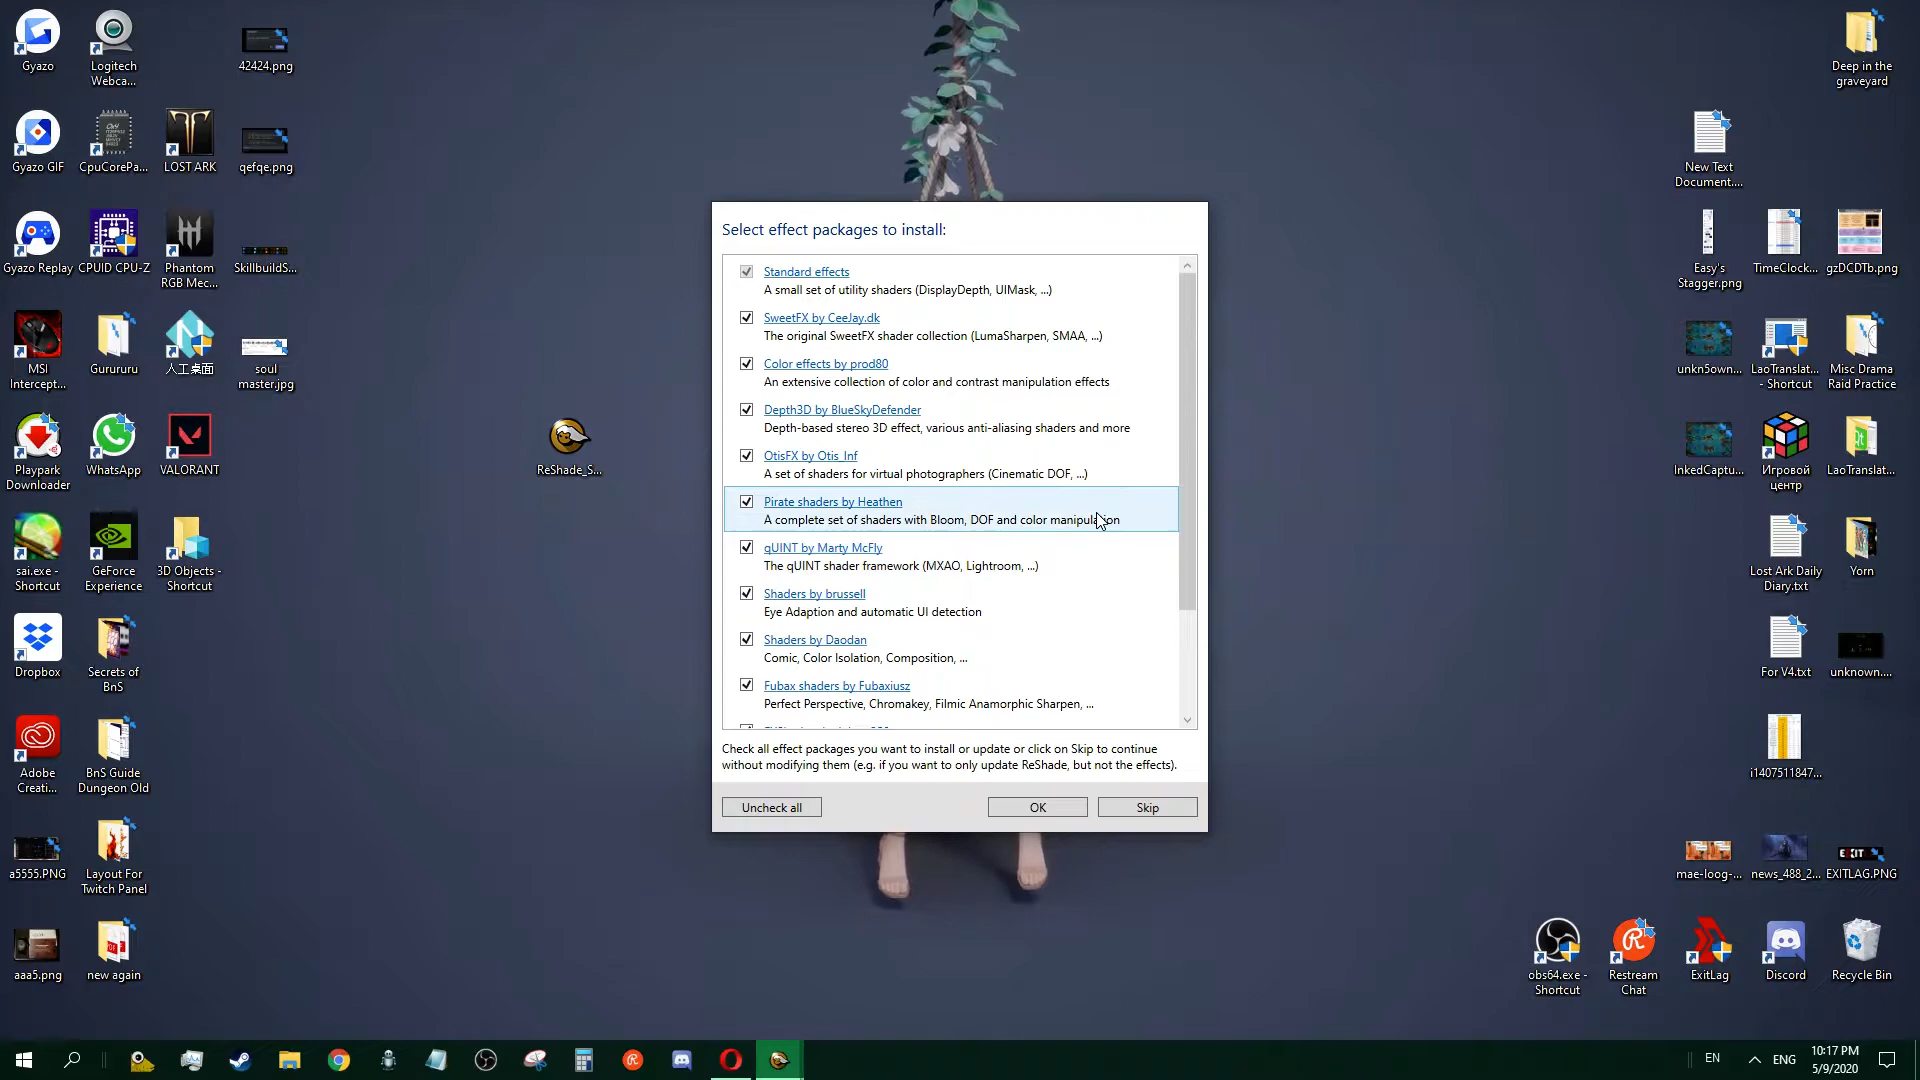 Gyazo
Logitech
Webca...
42424.png
Gyazo GIF
CpuCorePa...
LOST ARK
qefqe.png
Gyazo Replay
CPUID CPU-Z
Phantom
RGB Mec...
SkillbuildS...
MSI
Intercept...
Gurururu
人工桌面
soul
master.jpg
Playpark
Downloader
WhatsApp
VALORANT
sai.exe -
Shortcut
GeForce
Experience
3D Objects -
Shortcut
Dropbox
Secrets of
BnS
Adobe
Creati...
BnS Guide
Dungeon Old
a5555.PNG
Layout For
Twitch Panel
aaa5.png
new again
ReShade_S...
Select effect packages to install:
Standard effects
A small set of utility shaders (DisplayDepth, UIMask, ...)
SweetFX by CeeJay.dk
The original SweetFX shader collection (LumaSharpen, SMAA, ...)
Color effects by prod80
An extensive collection of color and contrast manipulation effects
Depth3D by BlueSkyDefender
Depth-based stereo 3D effect, various anti-aliasing shaders and more
OtisFX by Otis_Inf
A set of shaders for virtual photographers (Cinematic DOF, ...)
Pirate shaders by Heathen
A complete set of shaders with Bloom, DOF and color manipulation
qUINT by Marty McFly
The qUINT shader framework (MXAO, Lightroom, ...)
Shaders by brussell
Eye Adaption and automatic UI detection
Shaders by Daodan
Comic, Color Isolation, Composition, ...
Fubax shaders by Fubaxiusz
Perfect Perspective, Chromakey, Filmic Anamorphic Sharpen, ...
Check all effect packages you want to install or update or click on Skip to continue
without modifying them (e.g. if you want to only update ReShade, but not the effects).
Uncheck all
OK
Skip
Deep in the
graveyard
New Text
Document....
Easy's
Stagger.png
TimeClock...
gzDCDTb.png
unkn5own...
LaoTranslat...
- Shortcut
Misc Drama
Raid Practice
InkedCaptu...
Игровой
центр
LaoTranslat...
Lost Ark Daily
Diary.txt
Yorn
For V4.txt
unknown....
i1407511847...
mae-loog-...
news_488_2...
EXITLAG.PNG
obs64.exe -
Shortcut
Restream
Chat
ExitLag
Discord
Recycle Bin
EN
ENG
10:17 PM
5/9/2020